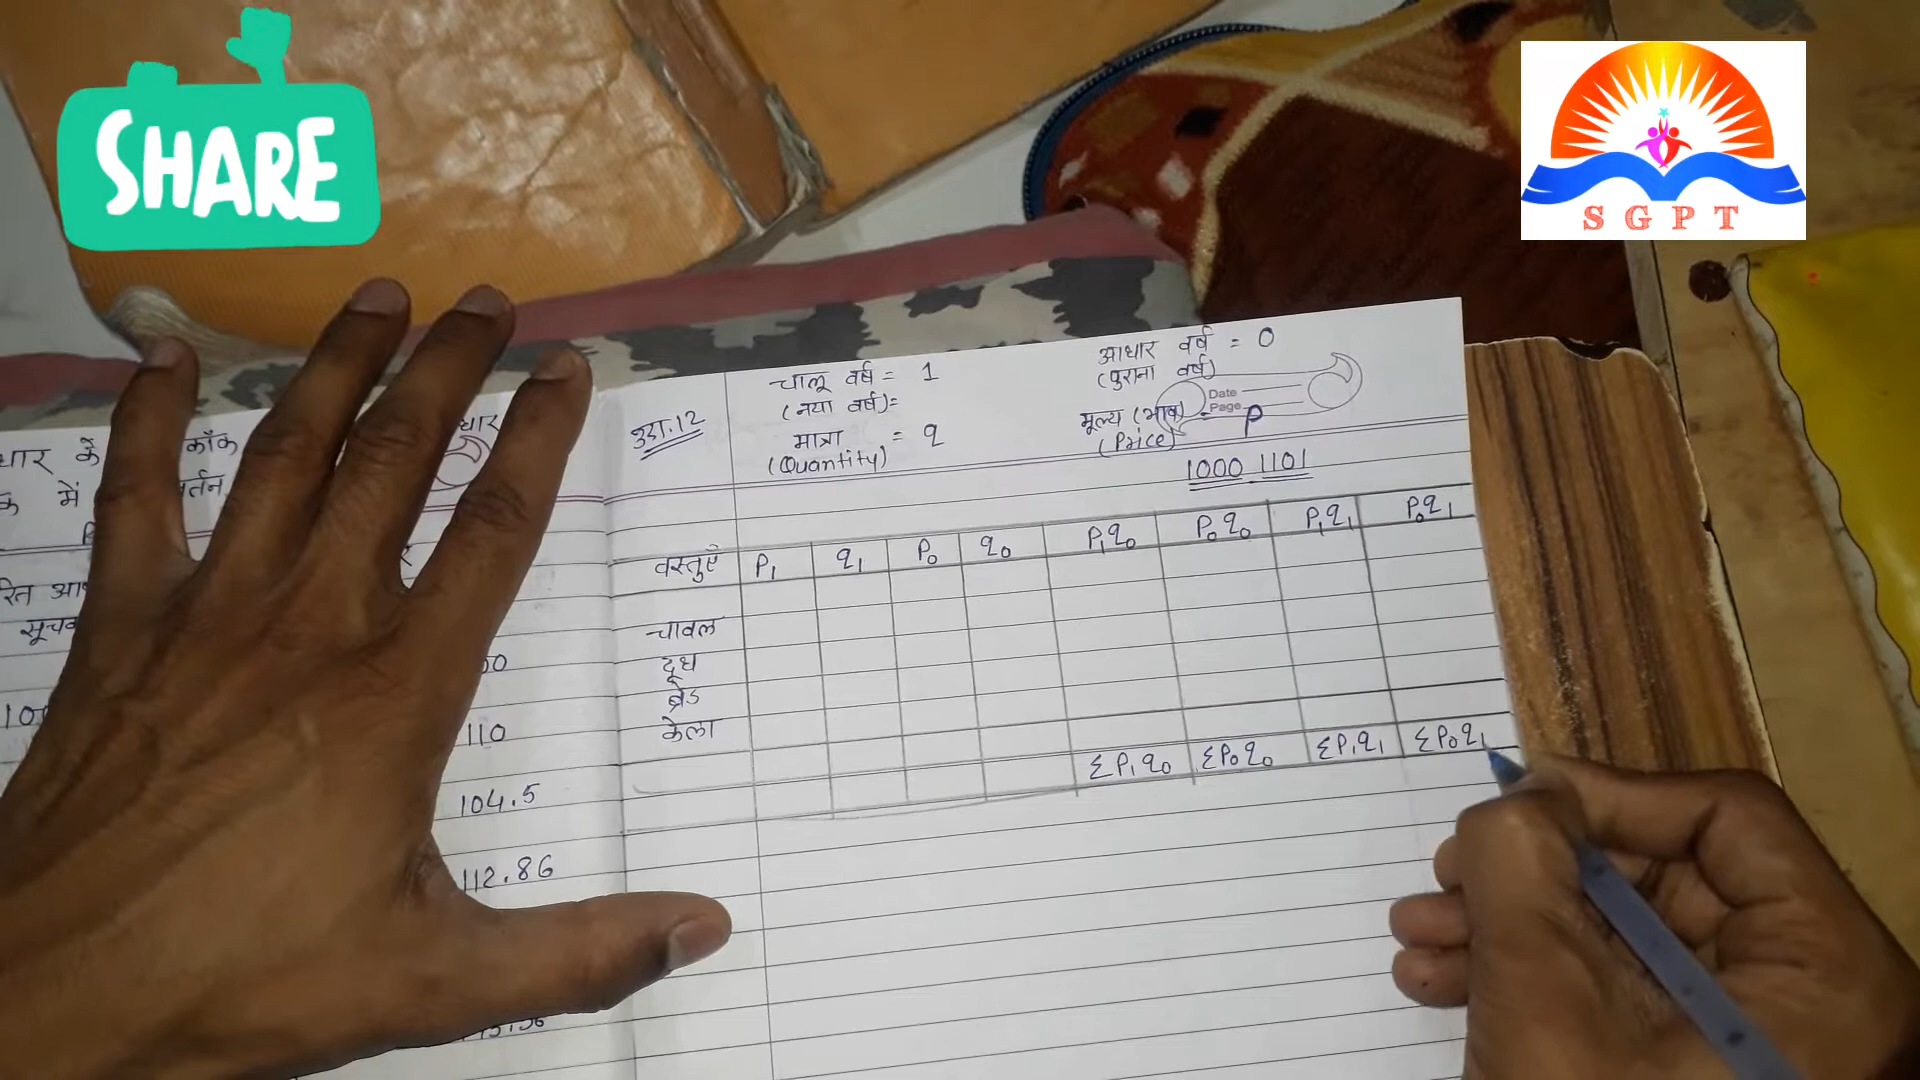 SHARE
SGPT
धार
काँक
में
104.5
112.86
110
उदा.12
चालू वर्ष = 1
(नया वर्ष)=
मात्रा = q
(Quantity)
आधार वर्ष = 0
(पुराना वर्ष)
Date
Page
मूल्य (भाव) - P
(Price)
1000 1101
वस्तुएँ P₁ q₁ P₀ q₀ P₁q₀ P₀q₀ P₁q₁ P₀q₁
चावल
दूध
ब्रेड
केला
ΣP₁q₀ ΣP₀q₀ ΣP₁q₁ ΣP₀q₁